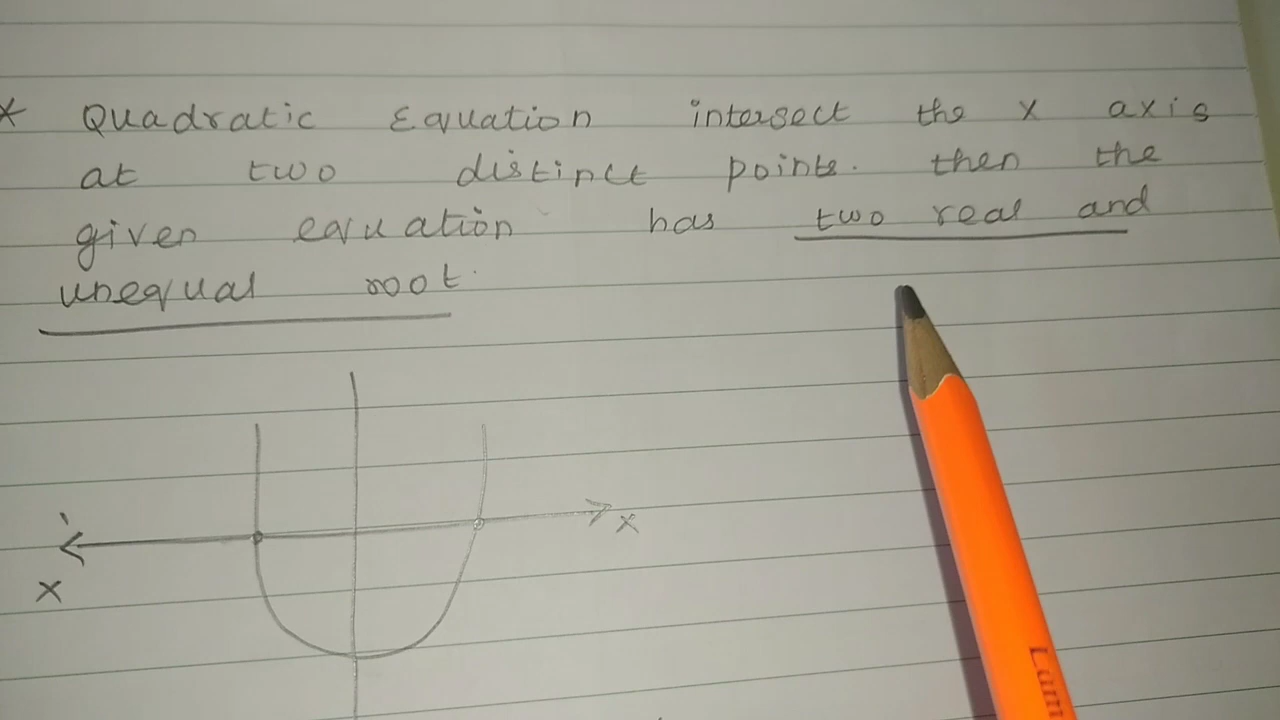 * Quadratic Equation intersect the x axis
at two distinct points. then the
given equation has two real and
unequal root.
x
x
Lum